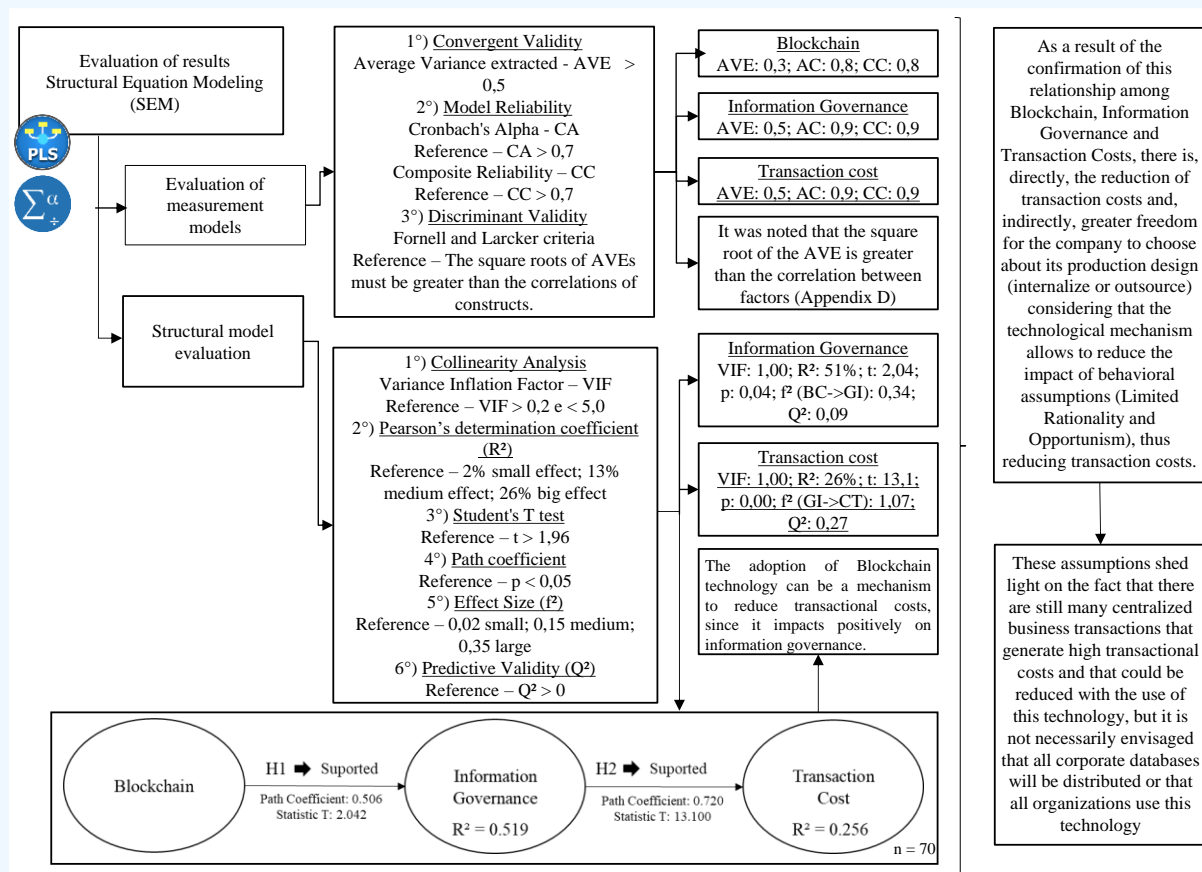 Evaluation of results
Structural Equation Modeling
(SEM)
PLS
∑ α ÷
Evaluation of
measurement
models
Structural model
evaluation
1°) Convergent Validity
Average Variance extracted - AVE >
0,5
2°) Model Reliability
Cronbach's Alpha - CA
Reference – CA > 0,7
Composite Reliability – CC
Reference – CC > 0,7
3°) Discriminant Validity
Fornell and Larcker criteria
Reference – The square roots of AVEs
must be greater than the correlations of
constructs.
1°) Collinearity Analysis
Variance Inflation Factor – VIF
Reference – VIF > 0,2 e < 5,0
2°) Pearson’s determination coefficient
(R²)
Reference – 2% small effect; 13%
medium effect; 26% big effect
3°) Student's T test
Reference – t > 1,96
4°) Path coefficient
Reference – p < 0,05
5°) Effect Size (f²)
Reference – 0,02 small; 0,15 medium;
0,35 large
6°) Predictive Validity (Q²)
Reference – Q² > 0
Blockchain
AVE: 0,3; AC: 0,8; CC: 0,8
Information Governance
AVE: 0,5; AC: 0,9; CC: 0,9
Transaction cost
AVE: 0,5; AC: 0,9; CC: 0,9
It was noted that the square
root of the AVE is greater
than the correlation between
factors (Appendix D)
Information Governance
VIF: 1,00; R²: 51%; t: 2,04;
p: 0,04; f² (BC->GI): 0,34;
Q²: 0,09
Transaction cost
VIF: 1,00; R²: 26%; t: 13,1;
p: 0,00; f² (GI->CT): 1,07;
Q²: 0,27
The adoption of Blockchain
technology can be a mechanism
to reduce transactional costs,
since it impacts positively on
information governance.
Blockchain
H1 ➡ Suported
Path Coefficient: 0.506
Statistic T: 2.042
Information
Governance
R² = 0.519
H2 ➡ Suported
Path Coefficient: 0.720
Statistic T: 13.100
Transaction
Cost
R² = 0.256
n = 70
As a result of the
confirmation of this
relationship among
Blockchain, Information
Governance and
Transaction Costs, there is,
directly, the reduction of
transaction costs and,
indirectly, greater freedom
for the company to choose
about its production design
(internalize or outsource)
considering that the
technological mechanism
allows to reduce the
impact of behavioral
assumptions (Limited
Rationality and
Opportunism), thus
reducing transaction costs.
These assumptions shed
light on the fact that there
are still many centralized
business transactions that
generate high transactional
costs and that could be
reduced with the use of
this technology, but it is
not necessarily envisaged
that all corporate databases
will be distributed or that
all organizations use this
technology